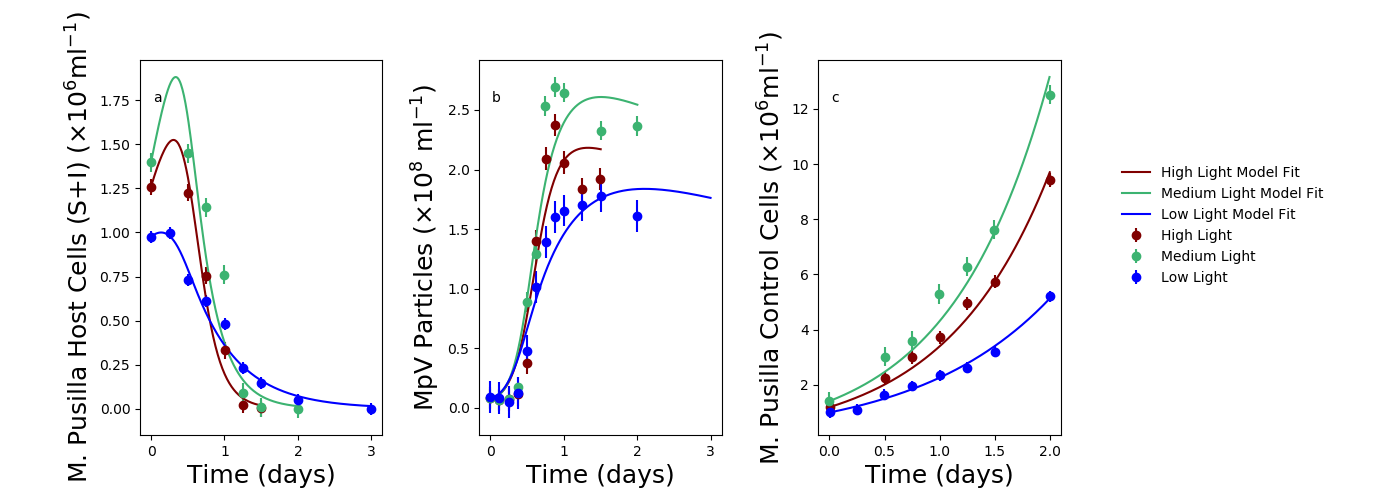 M. Pusilla Host Cells (S+I) (×10⁶ml⁻¹)
1.75
1.50
1.25
1.00
0.75
0.50
0.25
0.00
a
0 1 2 3
Time (days)
MpV Particles (×10⁸ ml⁻¹)
2.5
2.0
1.5
1.0
0.5
0.0
b
0 1 2 3
Time (days)
M. Pusilla Control Cells (×10⁶ml⁻¹)
12
10
8
6
4
2
c
0.0 0.5 1.0 1.5 2.0
Time (days)
High Light Model Fit
Medium Light Model Fit
Low Light Model Fit
High Light
Medium Light
Low Light